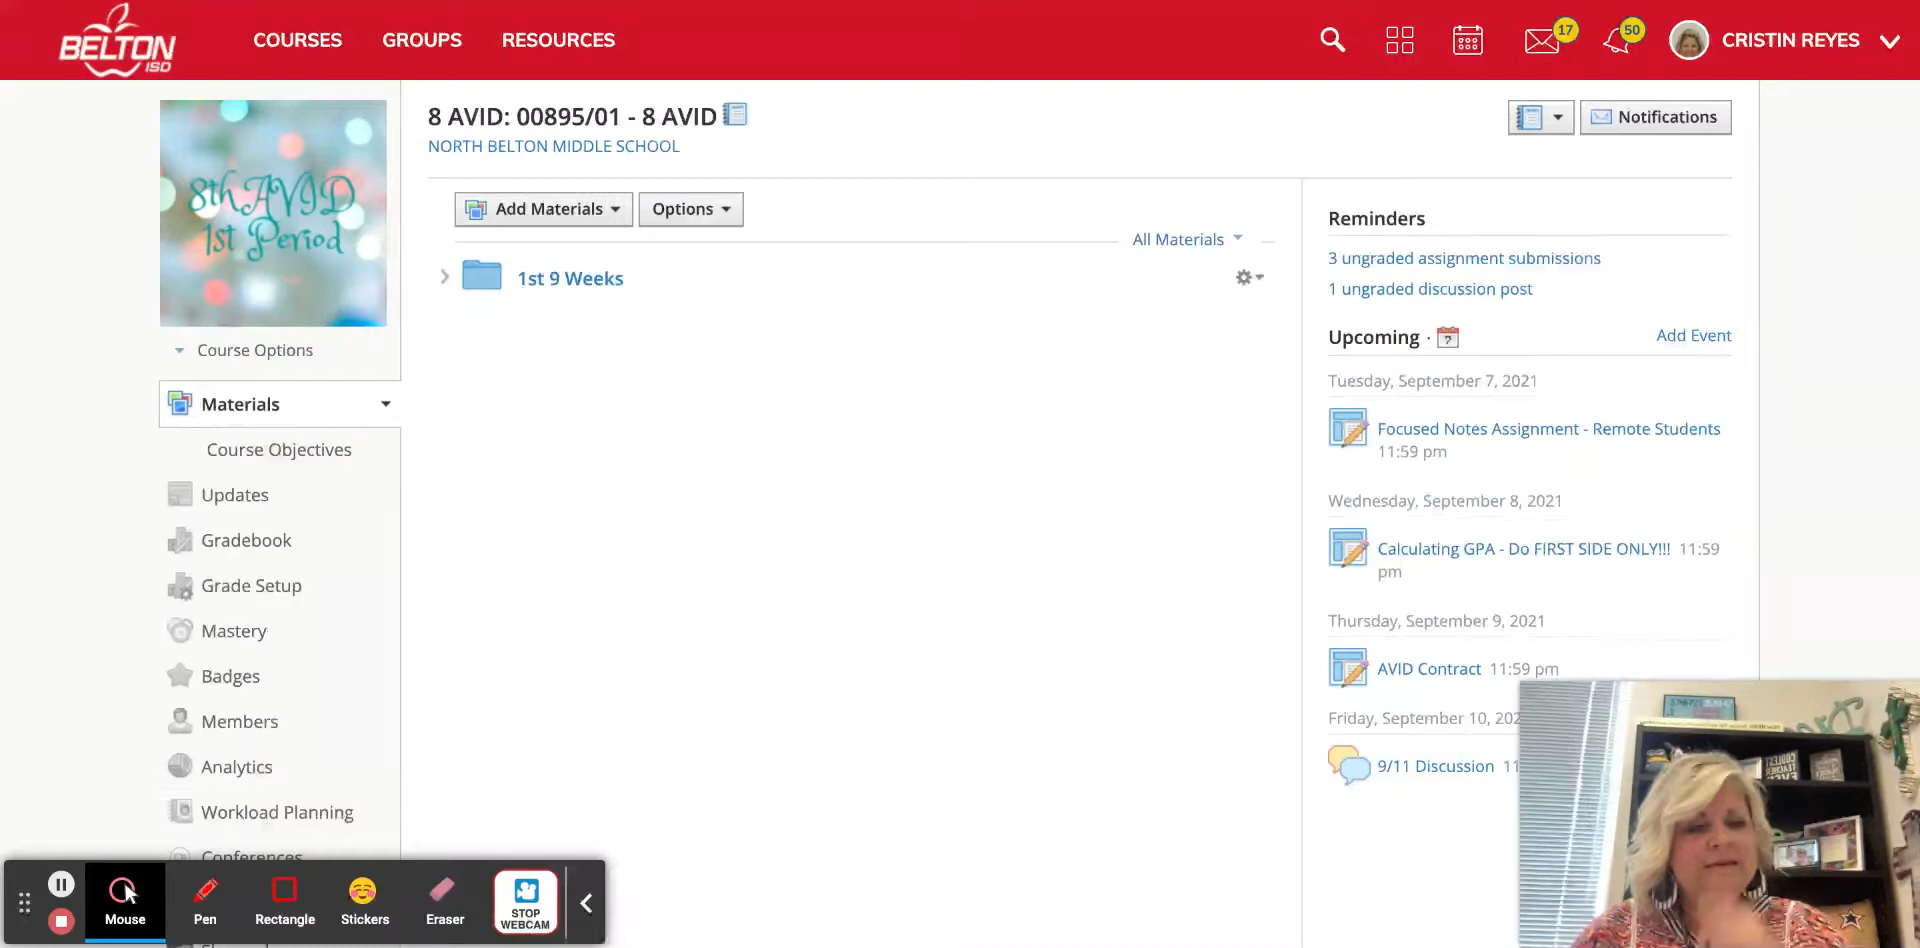 BELTON
ISD
COURSES
GROUPS
RESOURCES
17
50
CRISTIN REYES
8th AVID
1st Period
Course Options
Materials
Course Objectives
Updates
Gradebook
Grade Setup
Mastery
Badges
Members
Analytics
Workload Planning
Conferences
8 AVID: 00895/01 - 8 AVID
NORTH BELTON MIDDLE SCHOOL
Notifications
Add Materials
Options
All Materials
1st 9 Weeks
Reminders
3 ungraded assignment submissions
1 ungraded discussion post
Upcoming ·
Add Event
Tuesday, September 7, 2021
Focused Notes Assignment - Remote Students
11:59 pm
Wednesday, September 8, 2021
Calculating GPA - Do FIRST SIDE ONLY!!! 11:59
pm
Thursday, September 9, 2021
AVID Contract 11:59 pm
Friday, September 10, 202
9/11 Discussion 11
Mouse
Pen
Rectangle
Stickers
Eraser
STOP
WEBCAM